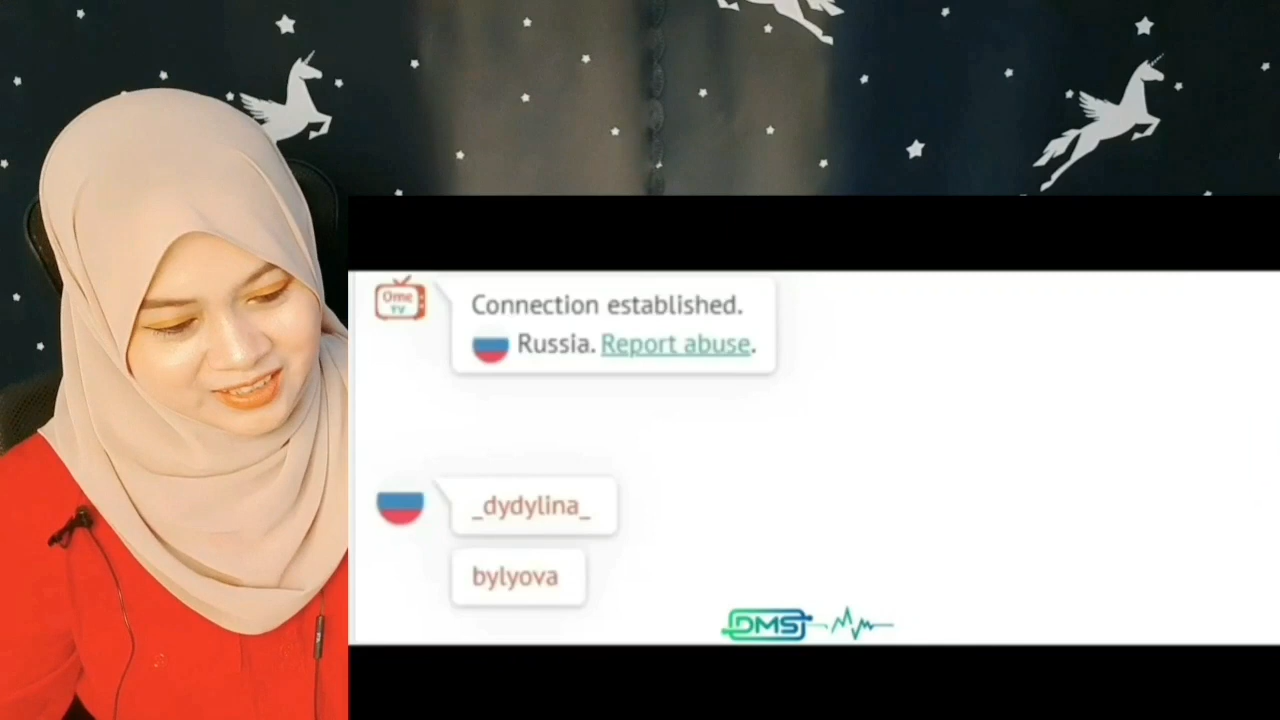 Ome
TV
Connection established.
Russia. Report abuse.
_dydylina_
bylyova
DMS